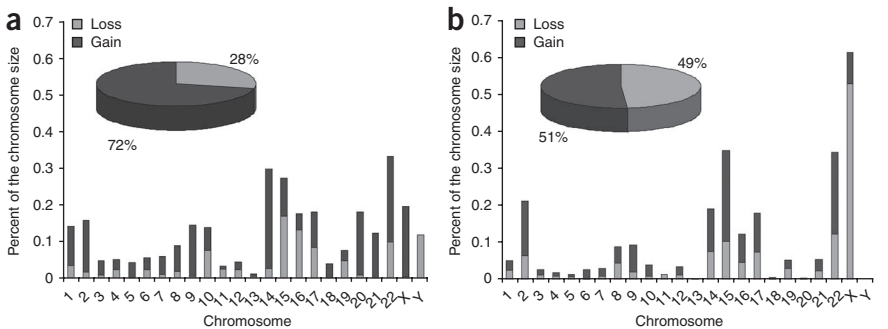 a
Loss
Gain
28%
72%
Percent of the chromosome size
0.7
0.6
0.5
0.4
0.3
0.2
0.1
0
1 2 3 4 5 6 7 8 9 10 11 12 13 14 15 16 17 18 19 20 21 22 X Y
Chromosome
b
Loss
Gain
49%
51%
Percent of the chromosome size
0.7
0.6
0.5
0.4
0.3
0.2
0.1
0
1 2 3 4 5 6 7 8 9 10 11 12 13 14 15 16 17 18 19 20 21 22 X Y
Chromosome